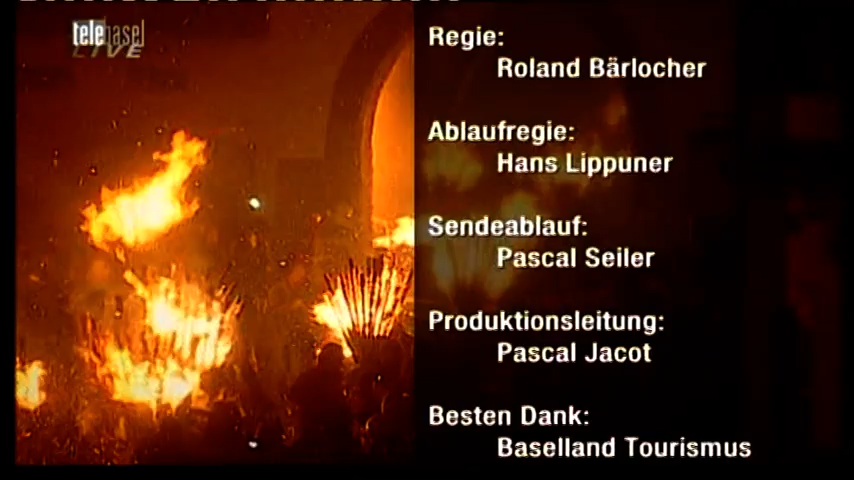 telebasel
LIVE
Regie:
Roland Bärlocher
Ablaufregie:
Hans Lippuner
Sendeablauf:
Pascal Seiler
Produktionsleitung:
Pascal Jacot
Besten Dank:
Baselland Tourismus